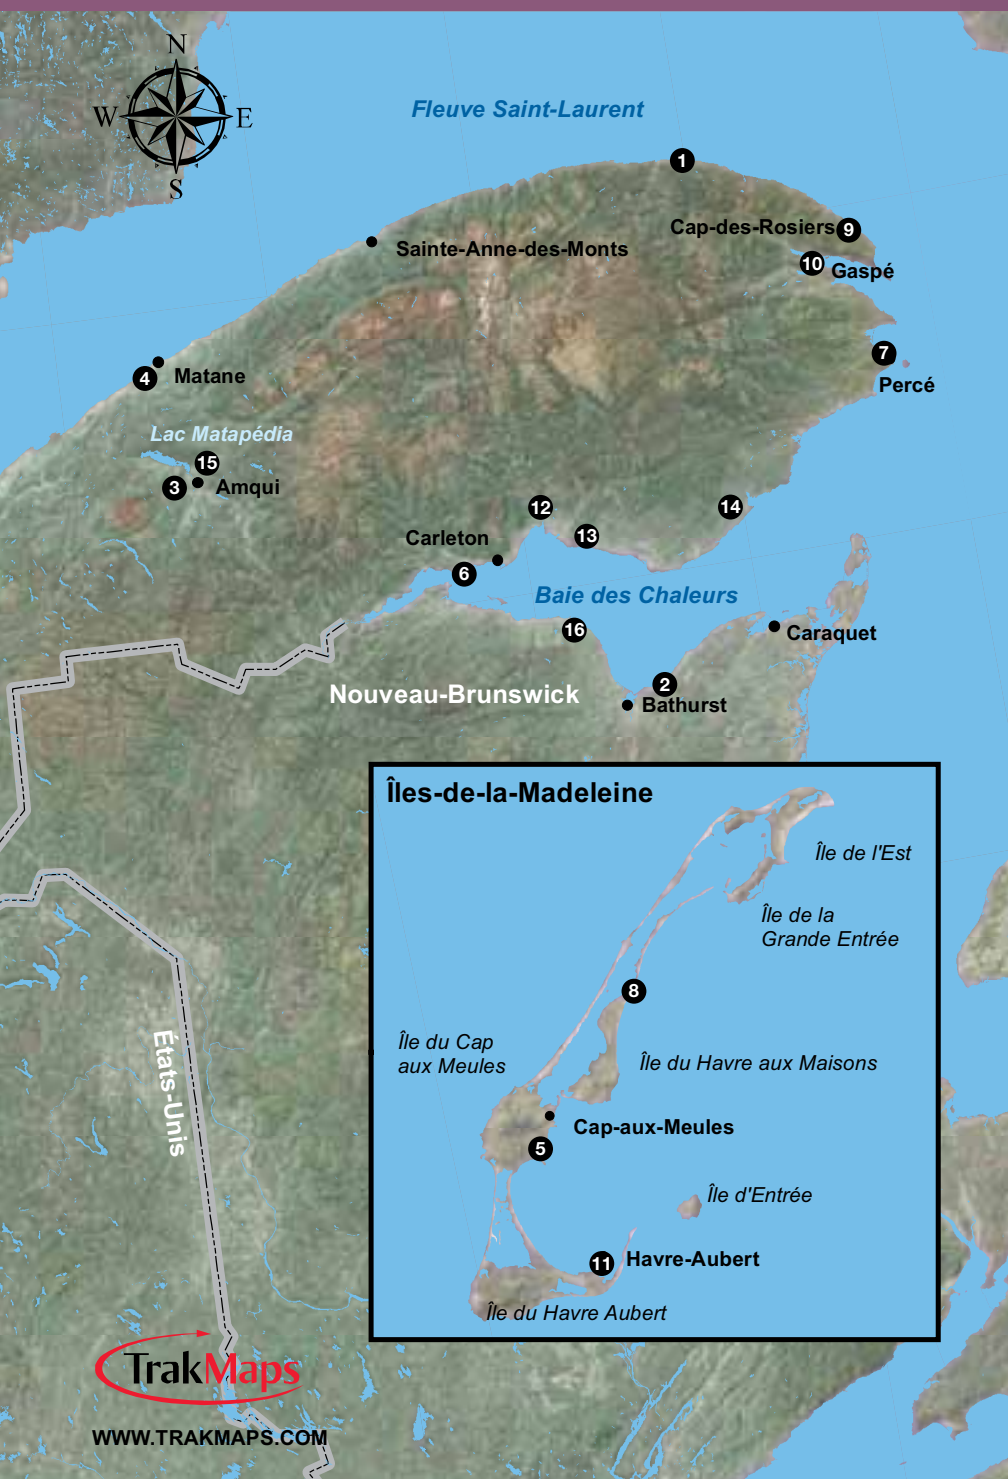 N
W E
S
Fleuve Saint-Laurent
1
Cap-des-Rosiers 9
10 Gaspé
Sainte-Anne-des-Monts
7
Percé
4 Matane
Lac Matapédia
15
3 Amqui
12
14
13
Carleton
6
Baie des Chaleurs
16
Caraquet
Nouveau-Brunswick
2
Bathurst
Îles-de-la-Madeleine
Île de l'Est
Île de la
Grande Entrée
8
Île du Cap
aux Meules
Île du Havre aux Maisons
États-Unis
Cap-aux-Meules
5
Île d'Entrée
11 Havre-Aubert
Île du Havre Aubert
TrakMaps
WWW.TRAKMAPS.COM